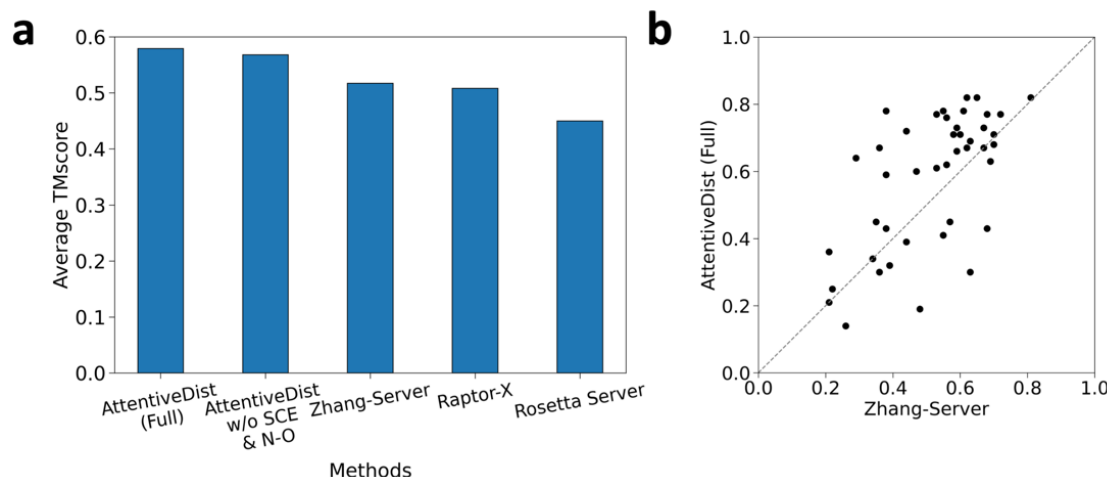 a
Average TMscore
0.6
0.5
0.4
0.3
0.2
0.1
0.0
AttentiveDist
(Full)
AttentiveDist
w/o SCE
& N-O
Zhang-Server
Raptor-X
Rosetta Server
Methods
b
AttentiveDist (Full)
1.0
0.8
0.6
0.4
0.2
0.0
0.0
0.2
0.4
0.6
0.8
1.0
Zhang-Server